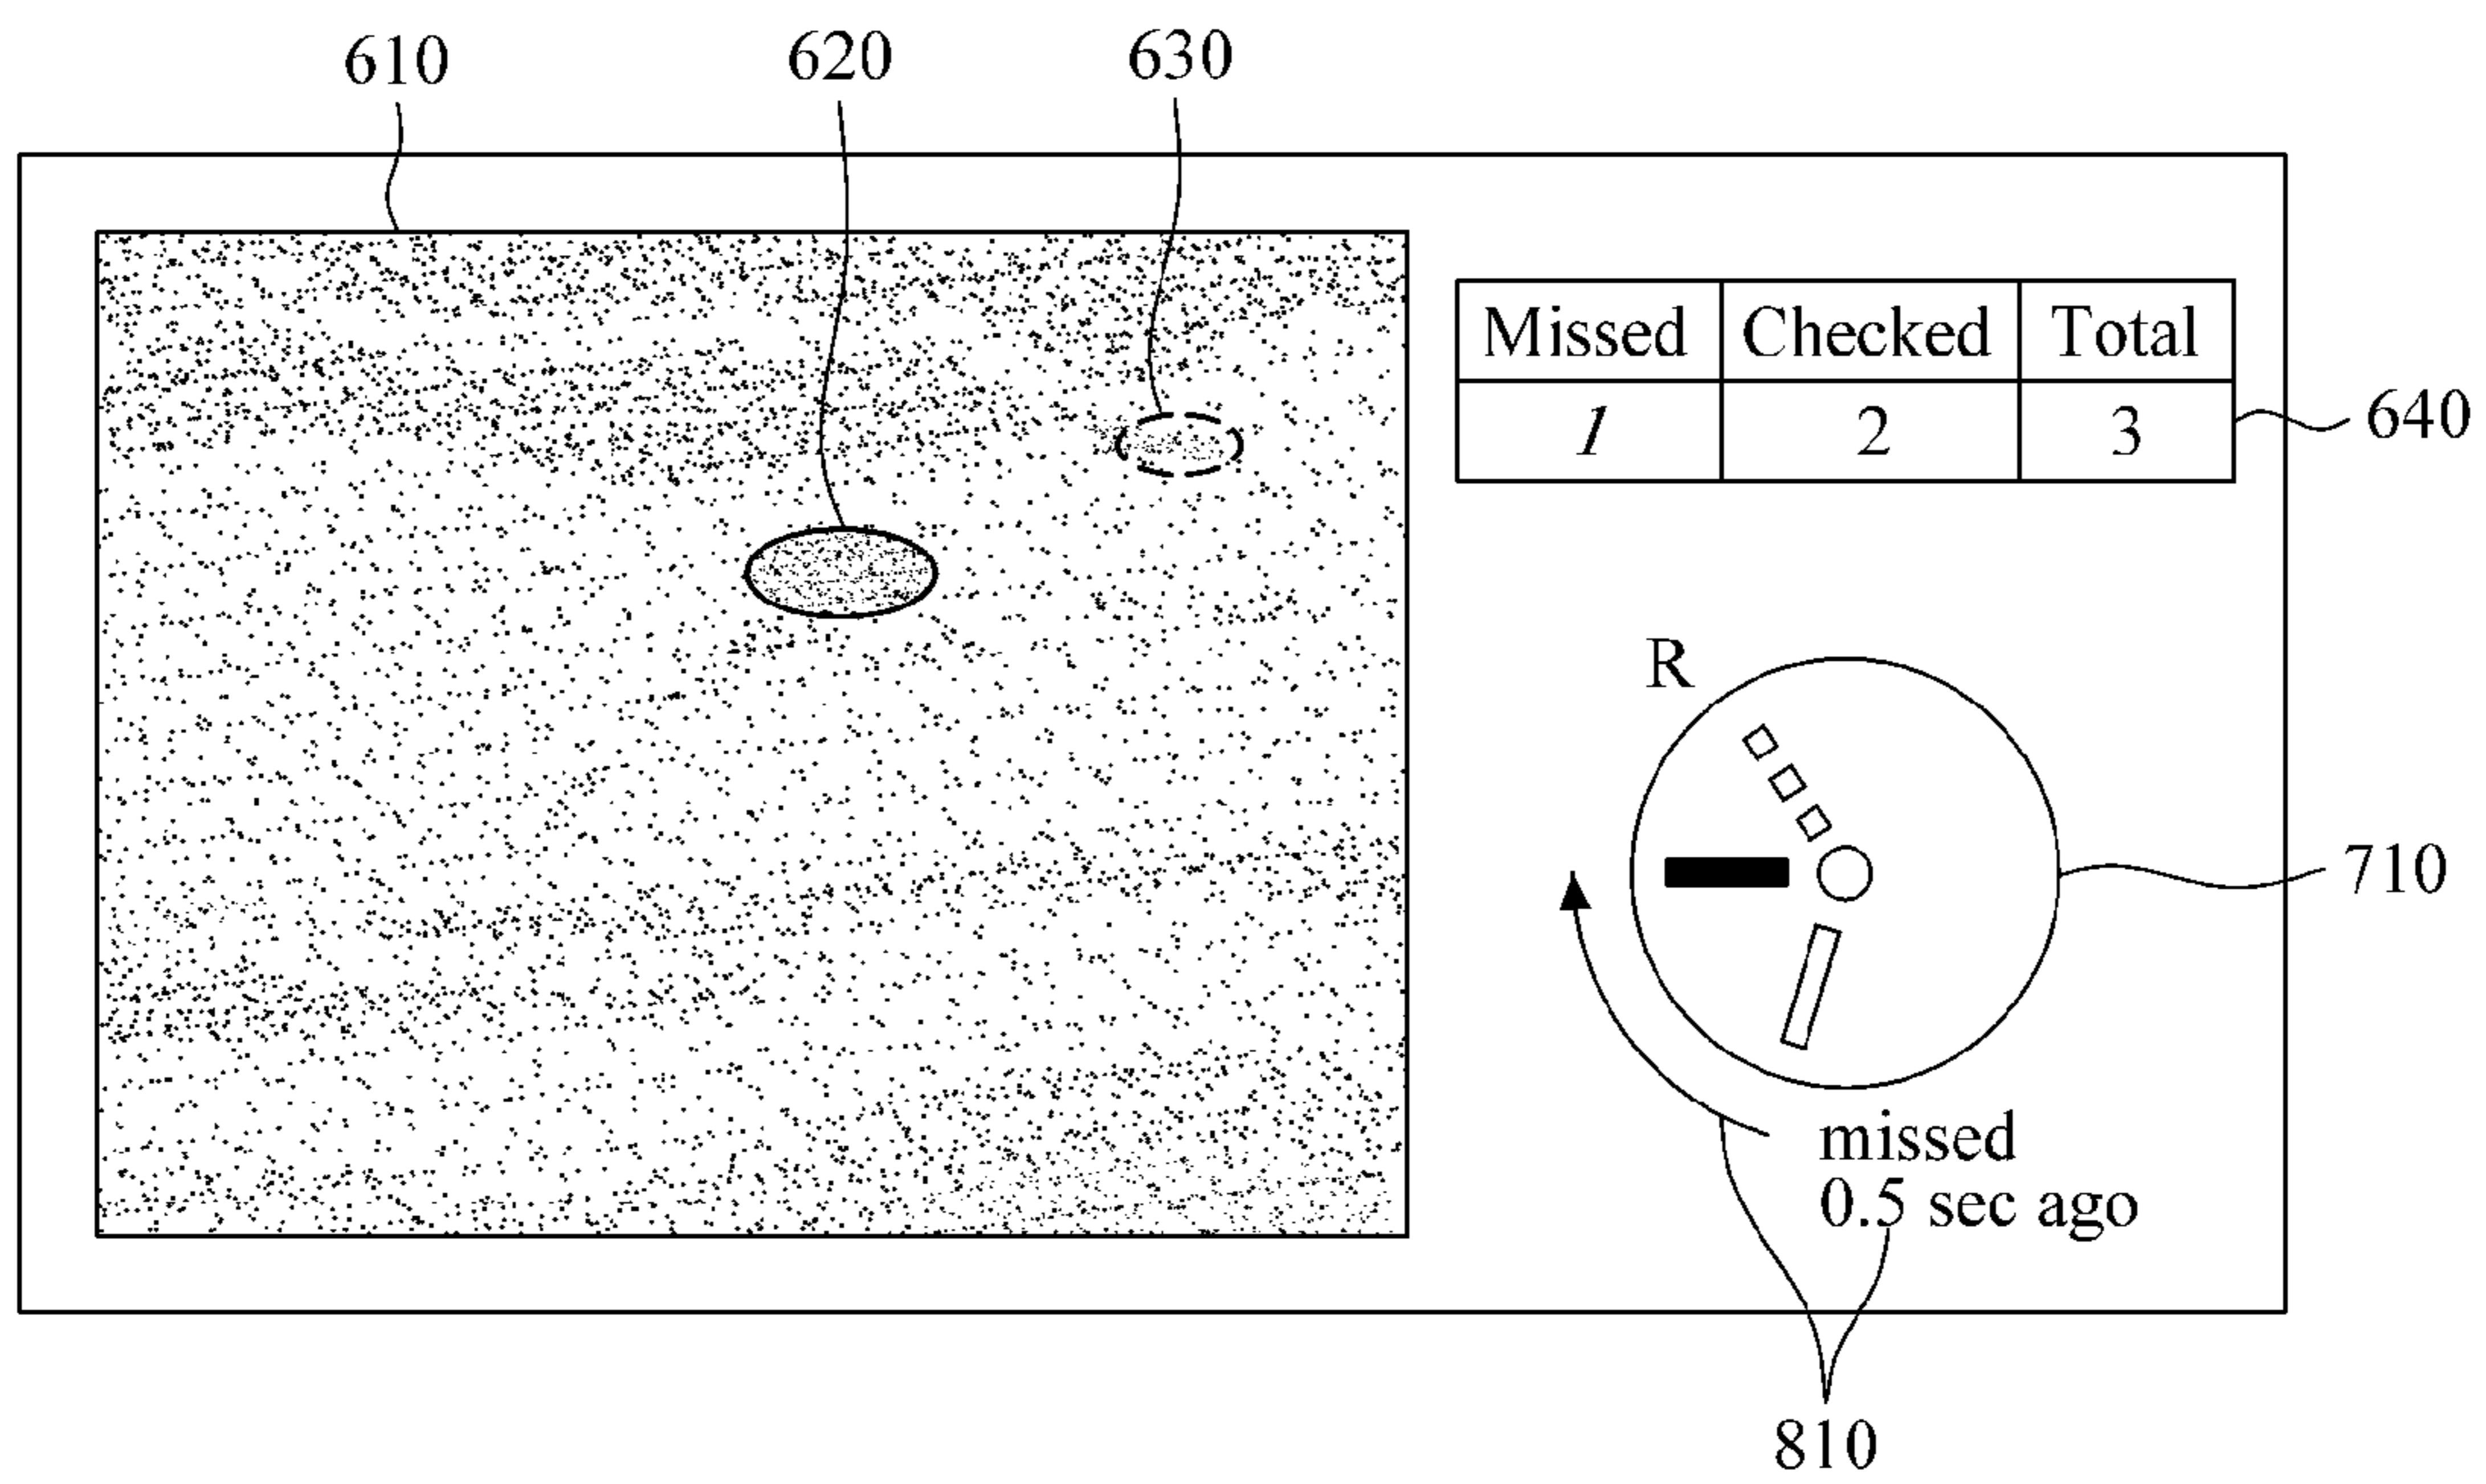 610 620 630
Missed Checked Total
1 2 3
640
R
710
missed
0.5 sec ago
810